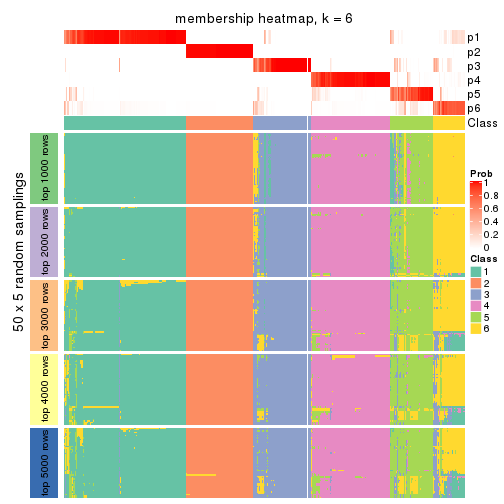 membership heatmap, k = 6
p1
p2
p3
p4
p5
p6
Class
50 x 5 random samplings
top 1000 rows
top 2000 rows
top 3000 rows
top 4000 rows
top 5000 rows
Prob
1
0.8
0.6
0.4
0.2
0
Class
1
2
3
4
5
6